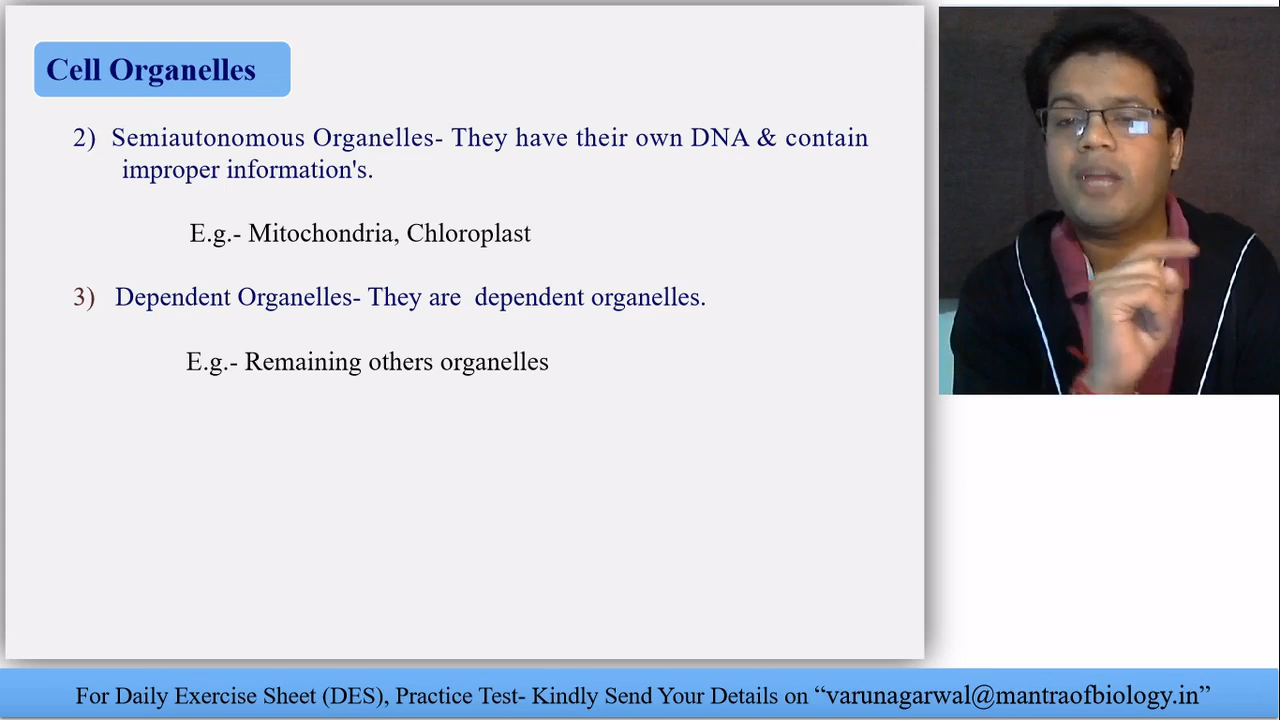 Cell Organelles
2) Semiautonomous Organelles- They have their own DNA & contain
improper information's.
E.g.- Mitochondria, Chloroplast
3) Dependent Organelles- They are dependent organelles.
E.g.- Remaining others organelles
For Daily Exercise Sheet (DES), Practice Test- Kindly Send Your Details on “varunagarwal@mantraofbiology.in”